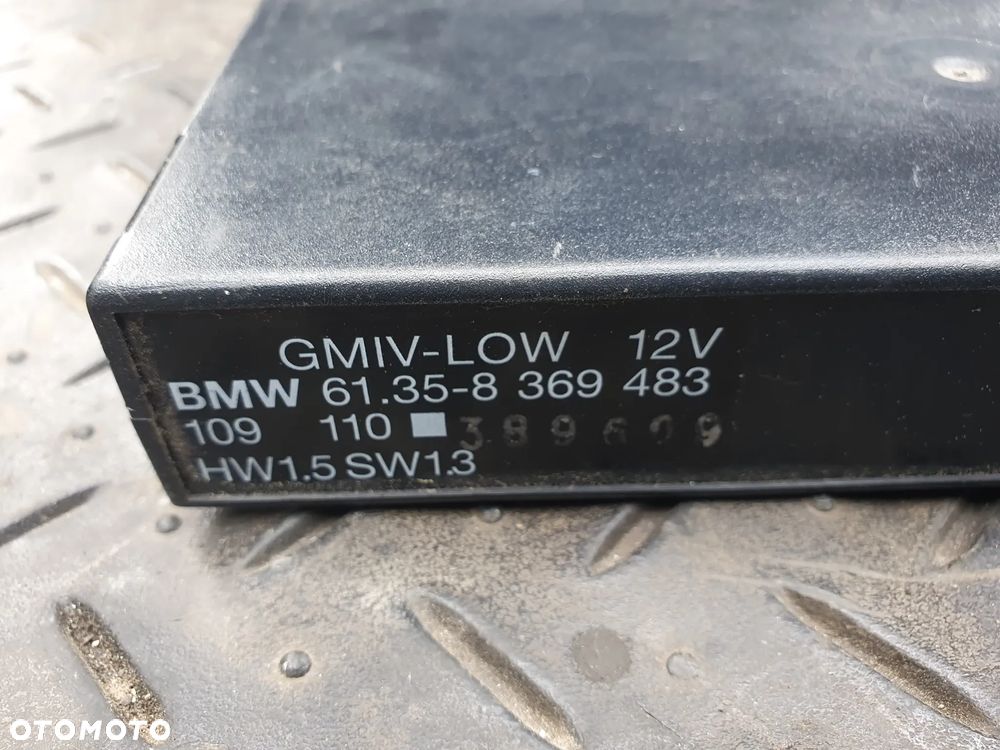 GMIV-LOW 12V
BMW 61.35-8 369 483
109 110 ■ 389609
HW1.5 SW1.3
OTOMOTO